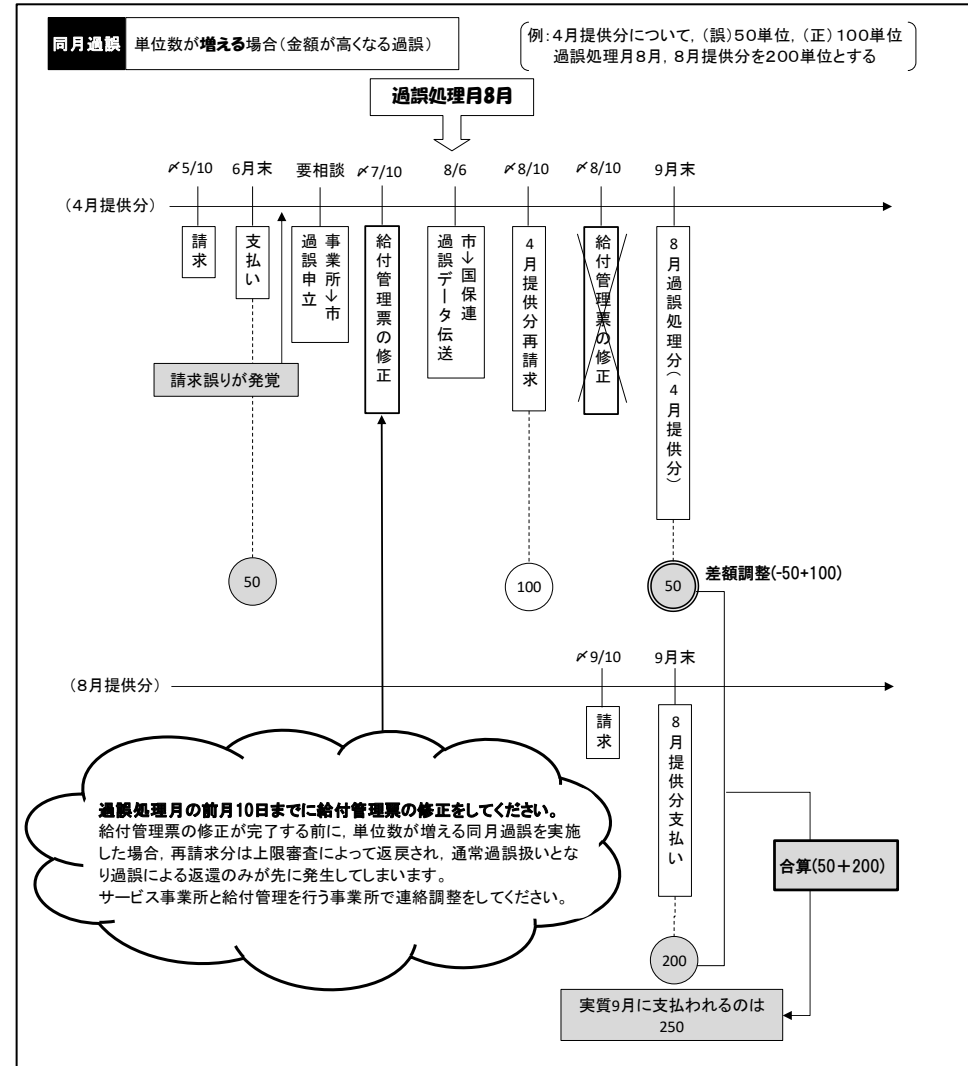 同月過誤 単位数が増える場合(金額が高くなる過誤)
例:4月提供分について, (誤)50単位, (正)100単位
過誤処理月8月, 8月提供分を200単位とする
過誤処理月8月
〆5/10 6月末 要相談 〆7/10 8/6 〆8/10 〆8/10 9月末
(4月提供分)
請求
支払い
事業所→市
過誤申立
給付管理票の修正
市→国保連
過誤データ伝送
4月提供分再請求
給付管理票の修正
8月過誤処理分(4月提供分)
請求誤りが発覚
50
100
50
差額調整(-50+100)
〆9/10 9月末
(8月提供分)
請求
8月提供分支払い
過誤処理月の前月10日までに給付管理票の修正をしてください。
給付管理票の修正が完了する前に, 単位数が増える同月過誤を実施
した場合, 再請求分は上限審査によって返戻され, 通常過誤扱いとな
り過誤による返還のみが先に発生してしまいます。
サービス事業所と給付管理を行う事業所で連絡調整をしてください。
合算(50+200)
200
実質9月に支払われるのは
250